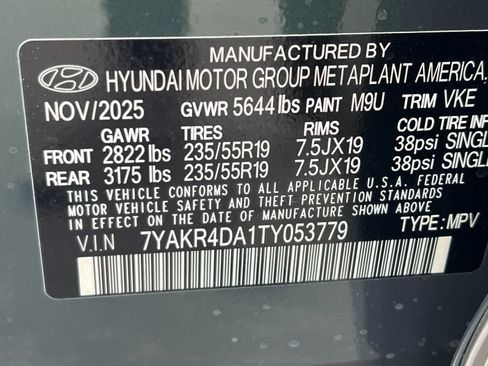 MANUFACTURED BY
HYUNDAI MOTOR GROUP METAPLANT AMERICA,
NOV/2025 GVWR 5644 lbs PAINT M9U TRIM VKE
GAWR TIRES RIMS COLD TIRE INF
FRONT 2822 lbs 235/55R19 7.5JX19 38psi SINGL
REAR 3175 lbs 235/55R19 7.5JX19 38psi SINGL
THIS VEHICLE CONFORMS TO ALL APPLICABLE U.S.A. FEDERAL
MOTOR VEHICLE SAFETY, BUMPER, AND THEFT PREVENTION
STANDARDS IN EFFECT ON THE DATE OF MANUFACTURE
SHOWN ABOVE.
V.I.N 7YAKR4DA1TY053779 TYPE: MPV